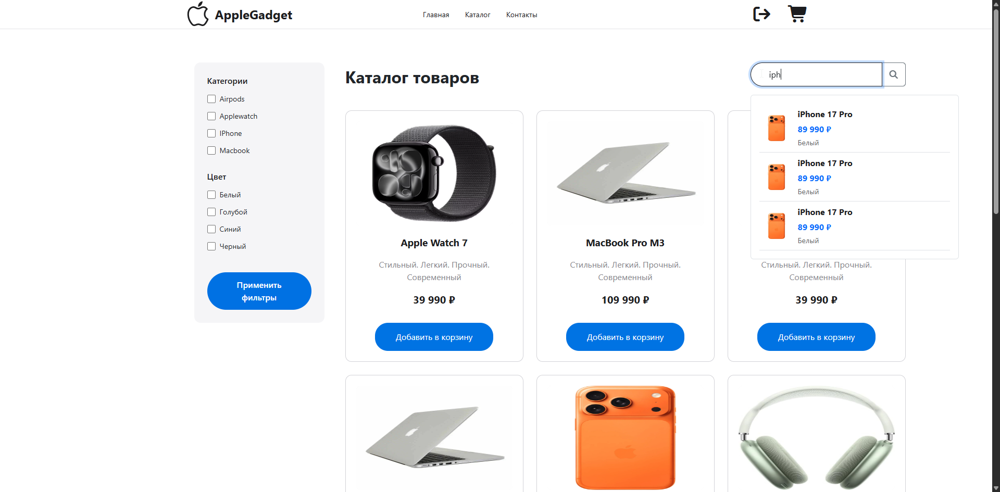 AppleGadget
Главная
Каталог
Контакты
Категории
Airpods
Applewatch
IPhone
Macbook
Цвет
Белый
Голубой
Синий
Черный
Применить
фильтры
Каталог товаров
iph
iPhone 17 Pro
89 990 ₽
Белый
iPhone 17 Pro
89 990 ₽
Белый
iPhone 17 Pro
89 990 ₽
Белый
Apple Watch 7
Стильный. Легкий. Прочный.
Современный
39 990 ₽
Добавить в корзину
MacBook Pro M3
Стильный. Легкий. Прочный.
Современный
109 990 ₽
Добавить в корзину
Стильный. Легкий. Прочный.
Современный
39 990 ₽
Добавить в корзину